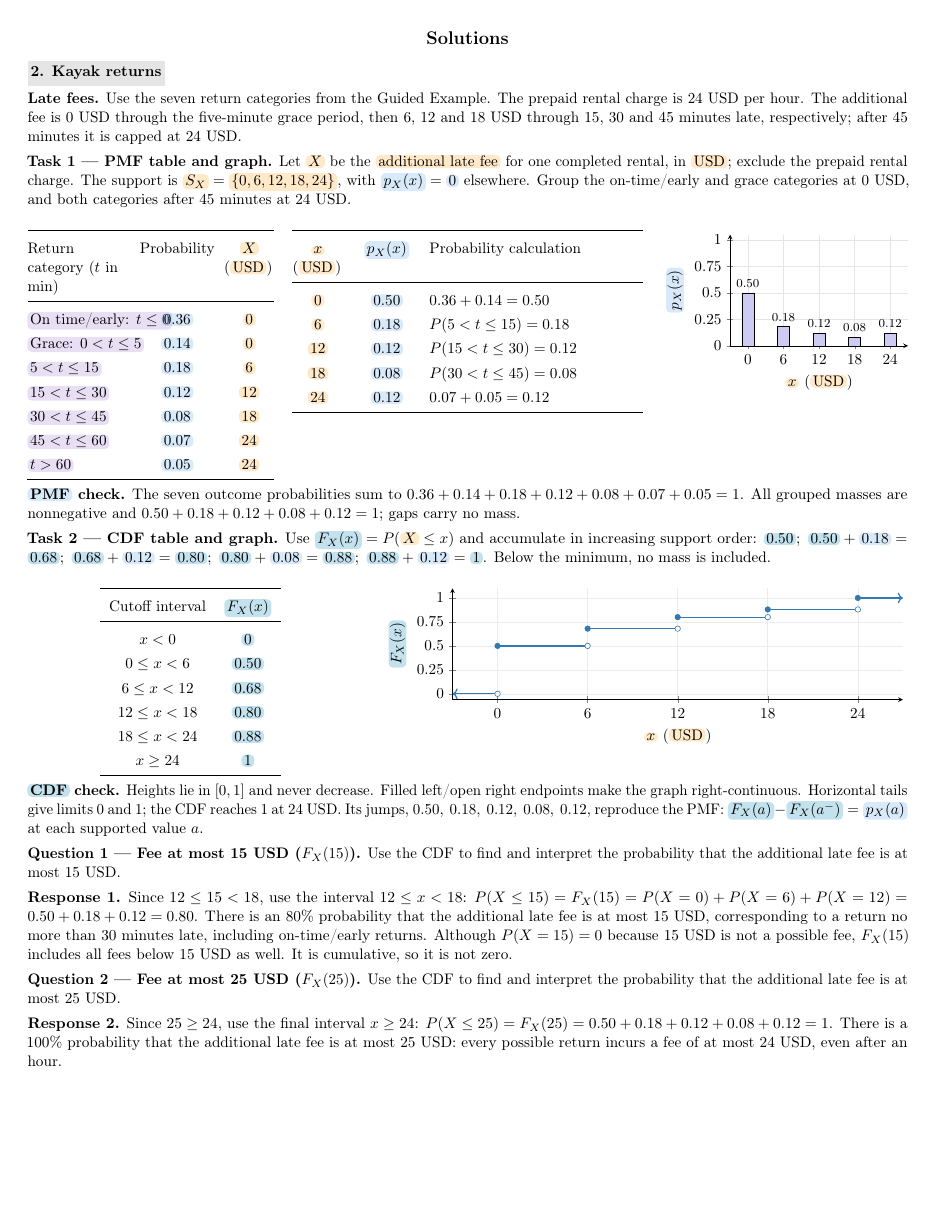 Solutions
2. Kayak returns
Late fees. Use the seven return categories from the Guided Example. The prepaid rental charge is 24 USD per hour. The additional
fee is 0 USD through the five-minute grace period, then 6, 12 and 18 USD through 15, 30 and 45 minutes late, respectively; after 45
minutes it is capped at 24 USD.
Task 1 — PMF table and graph. Let X be the additional late fee for one completed rental, in USD; exclude the prepaid rental
charge. The support is S_X = {0, 6, 12, 18, 24}, with p_X(x) = 0 elsewhere. Group the on-time/early and grace categories at 0 USD,
and both categories after 45 minutes at 24 USD.
Return category (t in min) Probability X (USD)
On time/early: t ≤ 0 0.36 0
Grace: 0 < t ≤ 5 0.14 0
5 < t ≤ 15 0.18 6
15 < t ≤ 30 0.12 12
30 < t ≤ 45 0.08 18
45 < t ≤ 60 0.07 24
t > 60 0.05 24
x (USD) p_X(x) Probability calculation
0 0.50 0.36 + 0.14 = 0.50
6 0.18 P(5 < t ≤ 15) = 0.18
12 0.12 P(15 < t ≤ 30) = 0.12
18 0.08 P(30 < t ≤ 45) = 0.08
24 0.12 0.07 + 0.05 = 0.12
p_X(x)
1
0.75
0.5
0.25
0
0.50 0.18 0.12 0.08 0.12
0 6 12 18 24
x (USD)
PMF check. The seven outcome probabilities sum to 0.36 + 0.14 + 0.18 + 0.12 + 0.08 + 0.07 + 0.05 = 1. All grouped masses are
nonnegative and 0.50 + 0.18 + 0.12 + 0.08 + 0.12 = 1; gaps carry no mass.
Task 2 — CDF table and graph. Use F_X(x) = P(X ≤ x) and accumulate in increasing support order: 0.50; 0.50 + 0.18 =
0.68; 0.68 + 0.12 = 0.80; 0.80 + 0.08 = 0.88; 0.88 + 0.12 = 1. Below the minimum, no mass is included.
Cutoff interval F_X(x)
x < 0 0
0 ≤ x < 6 0.50
6 ≤ x < 12 0.68
12 ≤ x < 18 0.80
18 ≤ x < 24 0.88
x ≥ 24 1
F_X(x)
1
0.75
0.5
0.25
0
0 6 12 18 24
x (USD)
CDF check. Heights lie in [0, 1] and never decrease. Filled left/open right endpoints make the graph right-continuous. Horizontal tails
give limits 0 and 1; the CDF reaches 1 at 24 USD. Its jumps, 0.50, 0.18, 0.12, 0.08, 0.12, reproduce the PMF: F_X(a) − F_X(a⁻) = p_X(a)
at each supported value a.
Question 1 — Fee at most 15 USD (F_X(15)). Use the CDF to find and interpret the probability that the additional late fee is at
most 15 USD.
Response 1. Since 12 ≤ 15 < 18, use the interval 12 ≤ x < 18: P(X ≤ 15) = F_X(15) = P(X = 0) + P(X = 6) + P(X = 12) =
0.50 + 0.18 + 0.12 = 0.80. There is an 80% probability that the additional late fee is at most 15 USD, corresponding to a return no
more than 30 minutes late, including on-time/early returns. Although P(X = 15) = 0 because 15 USD is not a possible fee, F_X(15)
includes all fees below 15 USD as well. It is cumulative, so it is not zero.
Question 2 — Fee at most 25 USD (F_X(25)). Use the CDF to find and interpret the probability that the additional late fee is at
most 25 USD.
Response 2. Since 25 ≥ 24, use the final interval x ≥ 24: P(X ≤ 25) = F_X(25) = 0.50 + 0.18 + 0.12 + 0.08 + 0.12 = 1. There is a
100% probability that the additional late fee is at most 25 USD: every possible return incurs a fee of at most 24 USD, even after an
hour.